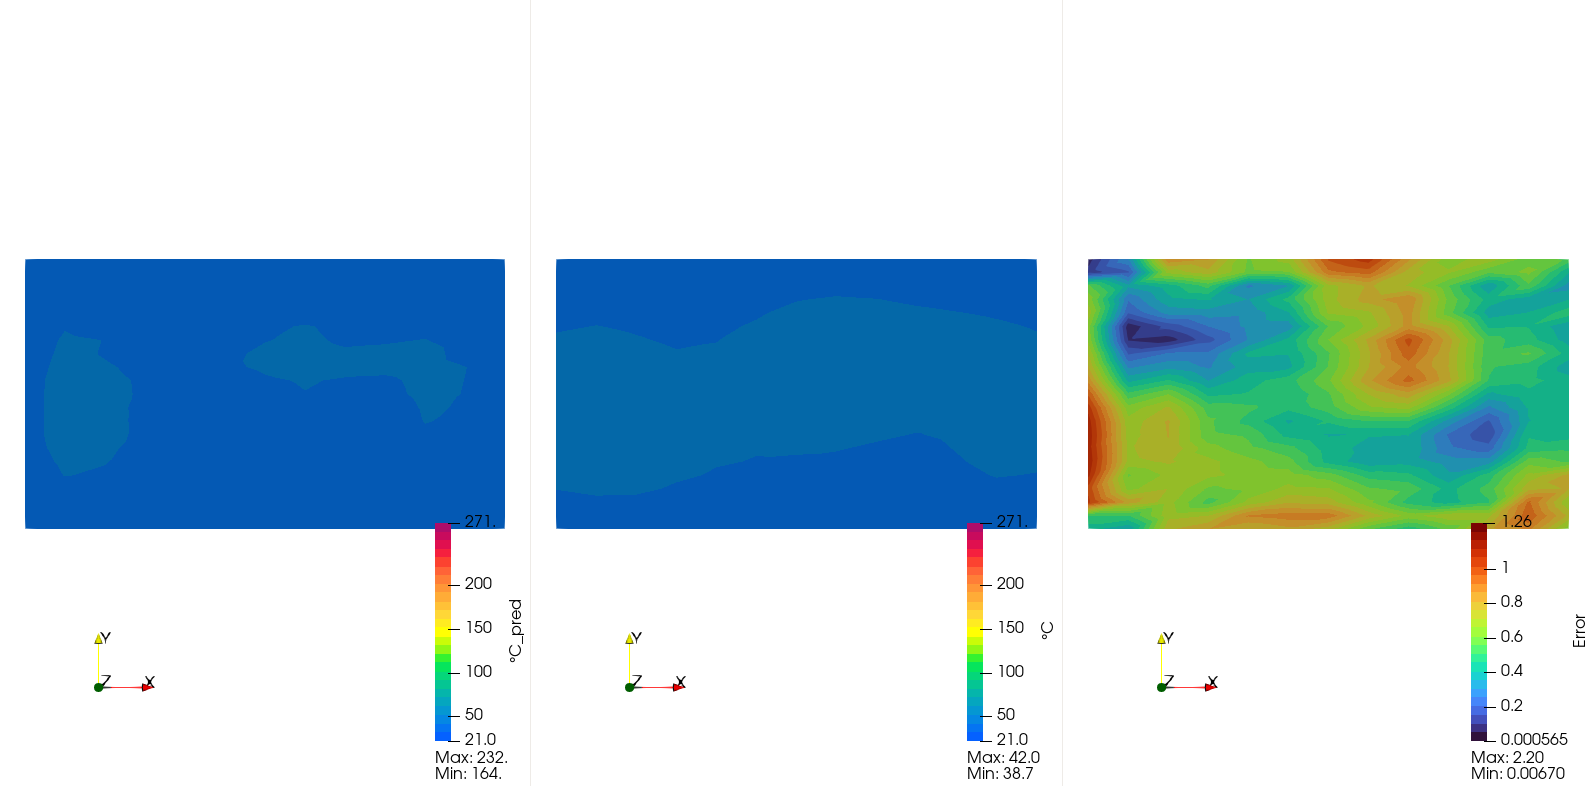 271.
200
150
100
50
21.0
°C_pred
Max: 232.
Min: 164.
Y
Z
X
271.
200
150
100
50
21.0
°C
Max: 42.0
Min: 38.7
Y
Z
X
1.26
1
0.8
0.6
0.4
0.2
0.000565
Error
Max: 2.20
Min: 0.00670
Y
Z
X